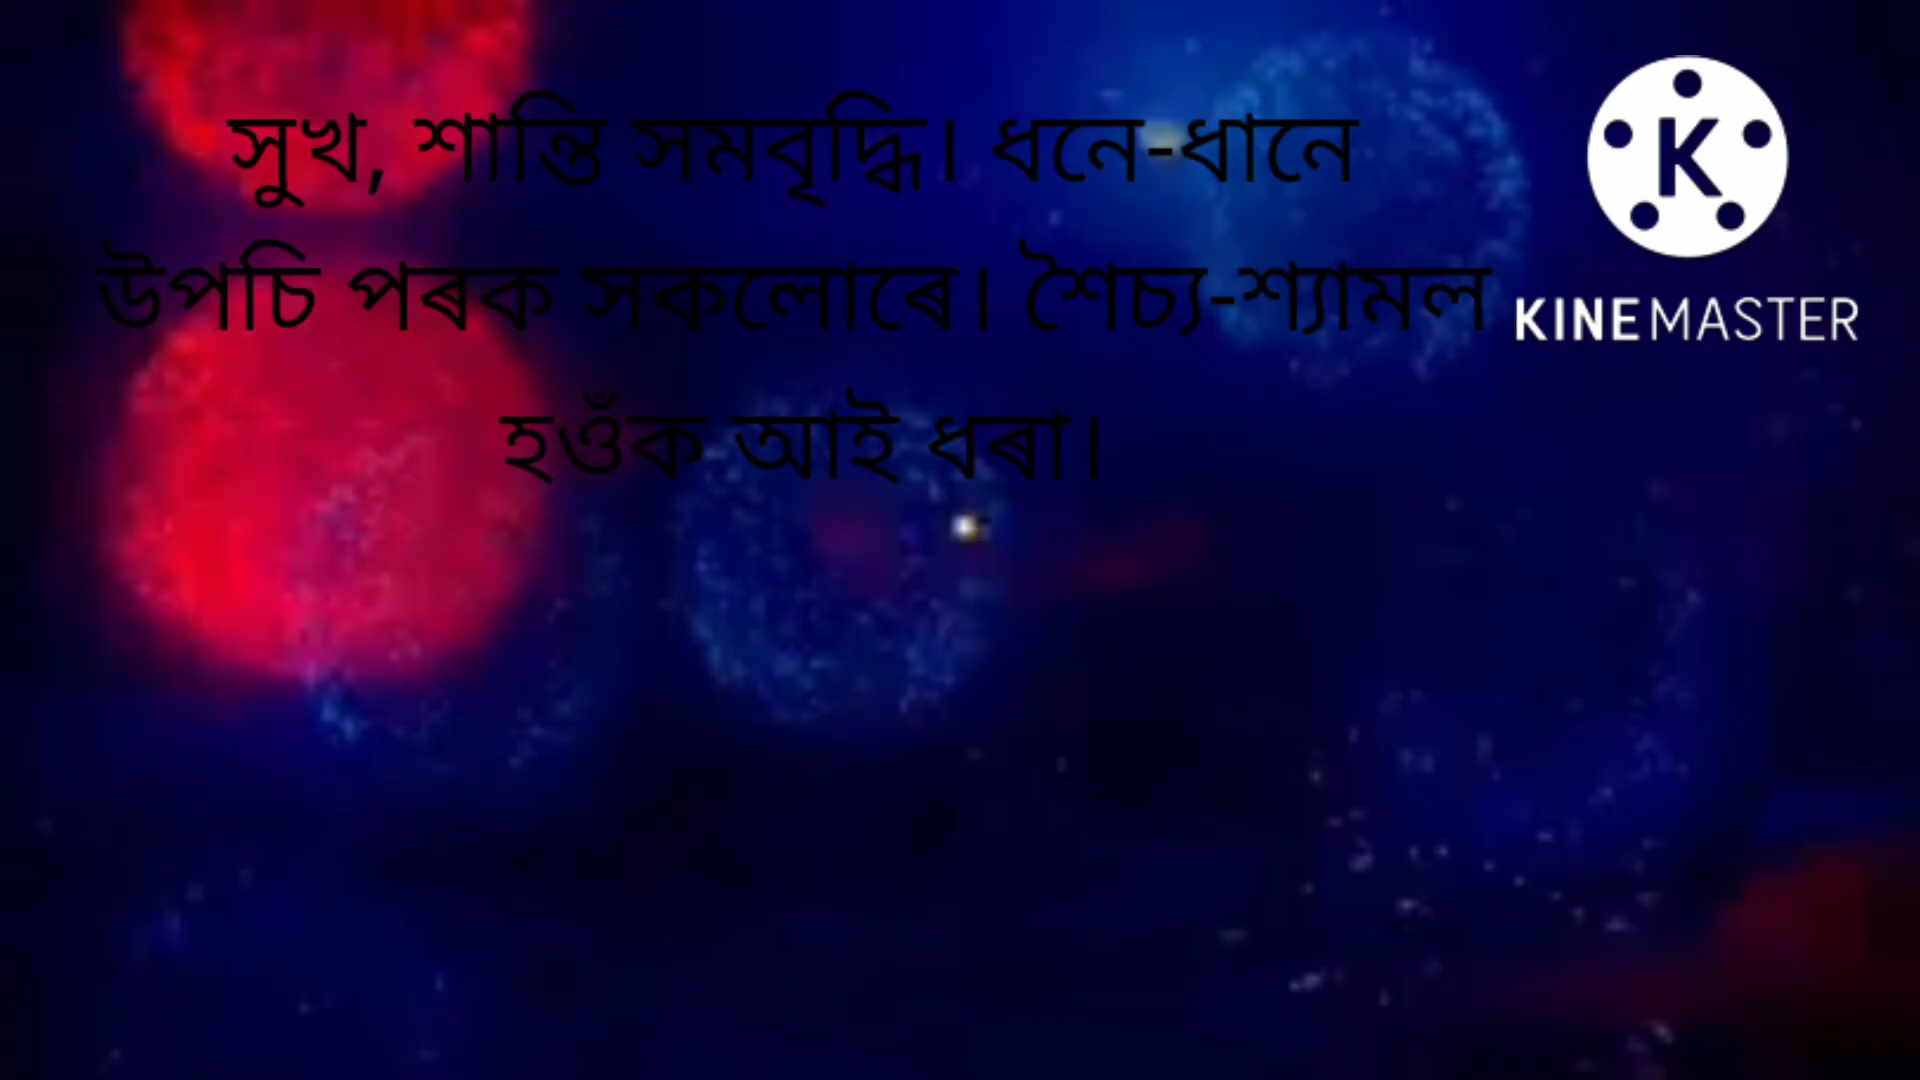 সুখ, শান্তি সমবৃদ্ধি। ধনে-ধানে
উপচি পৰক সকলোৰে। শৈচ্য-শ্যামল
হওঁক আই ধৰা।
K
KINEMASTER